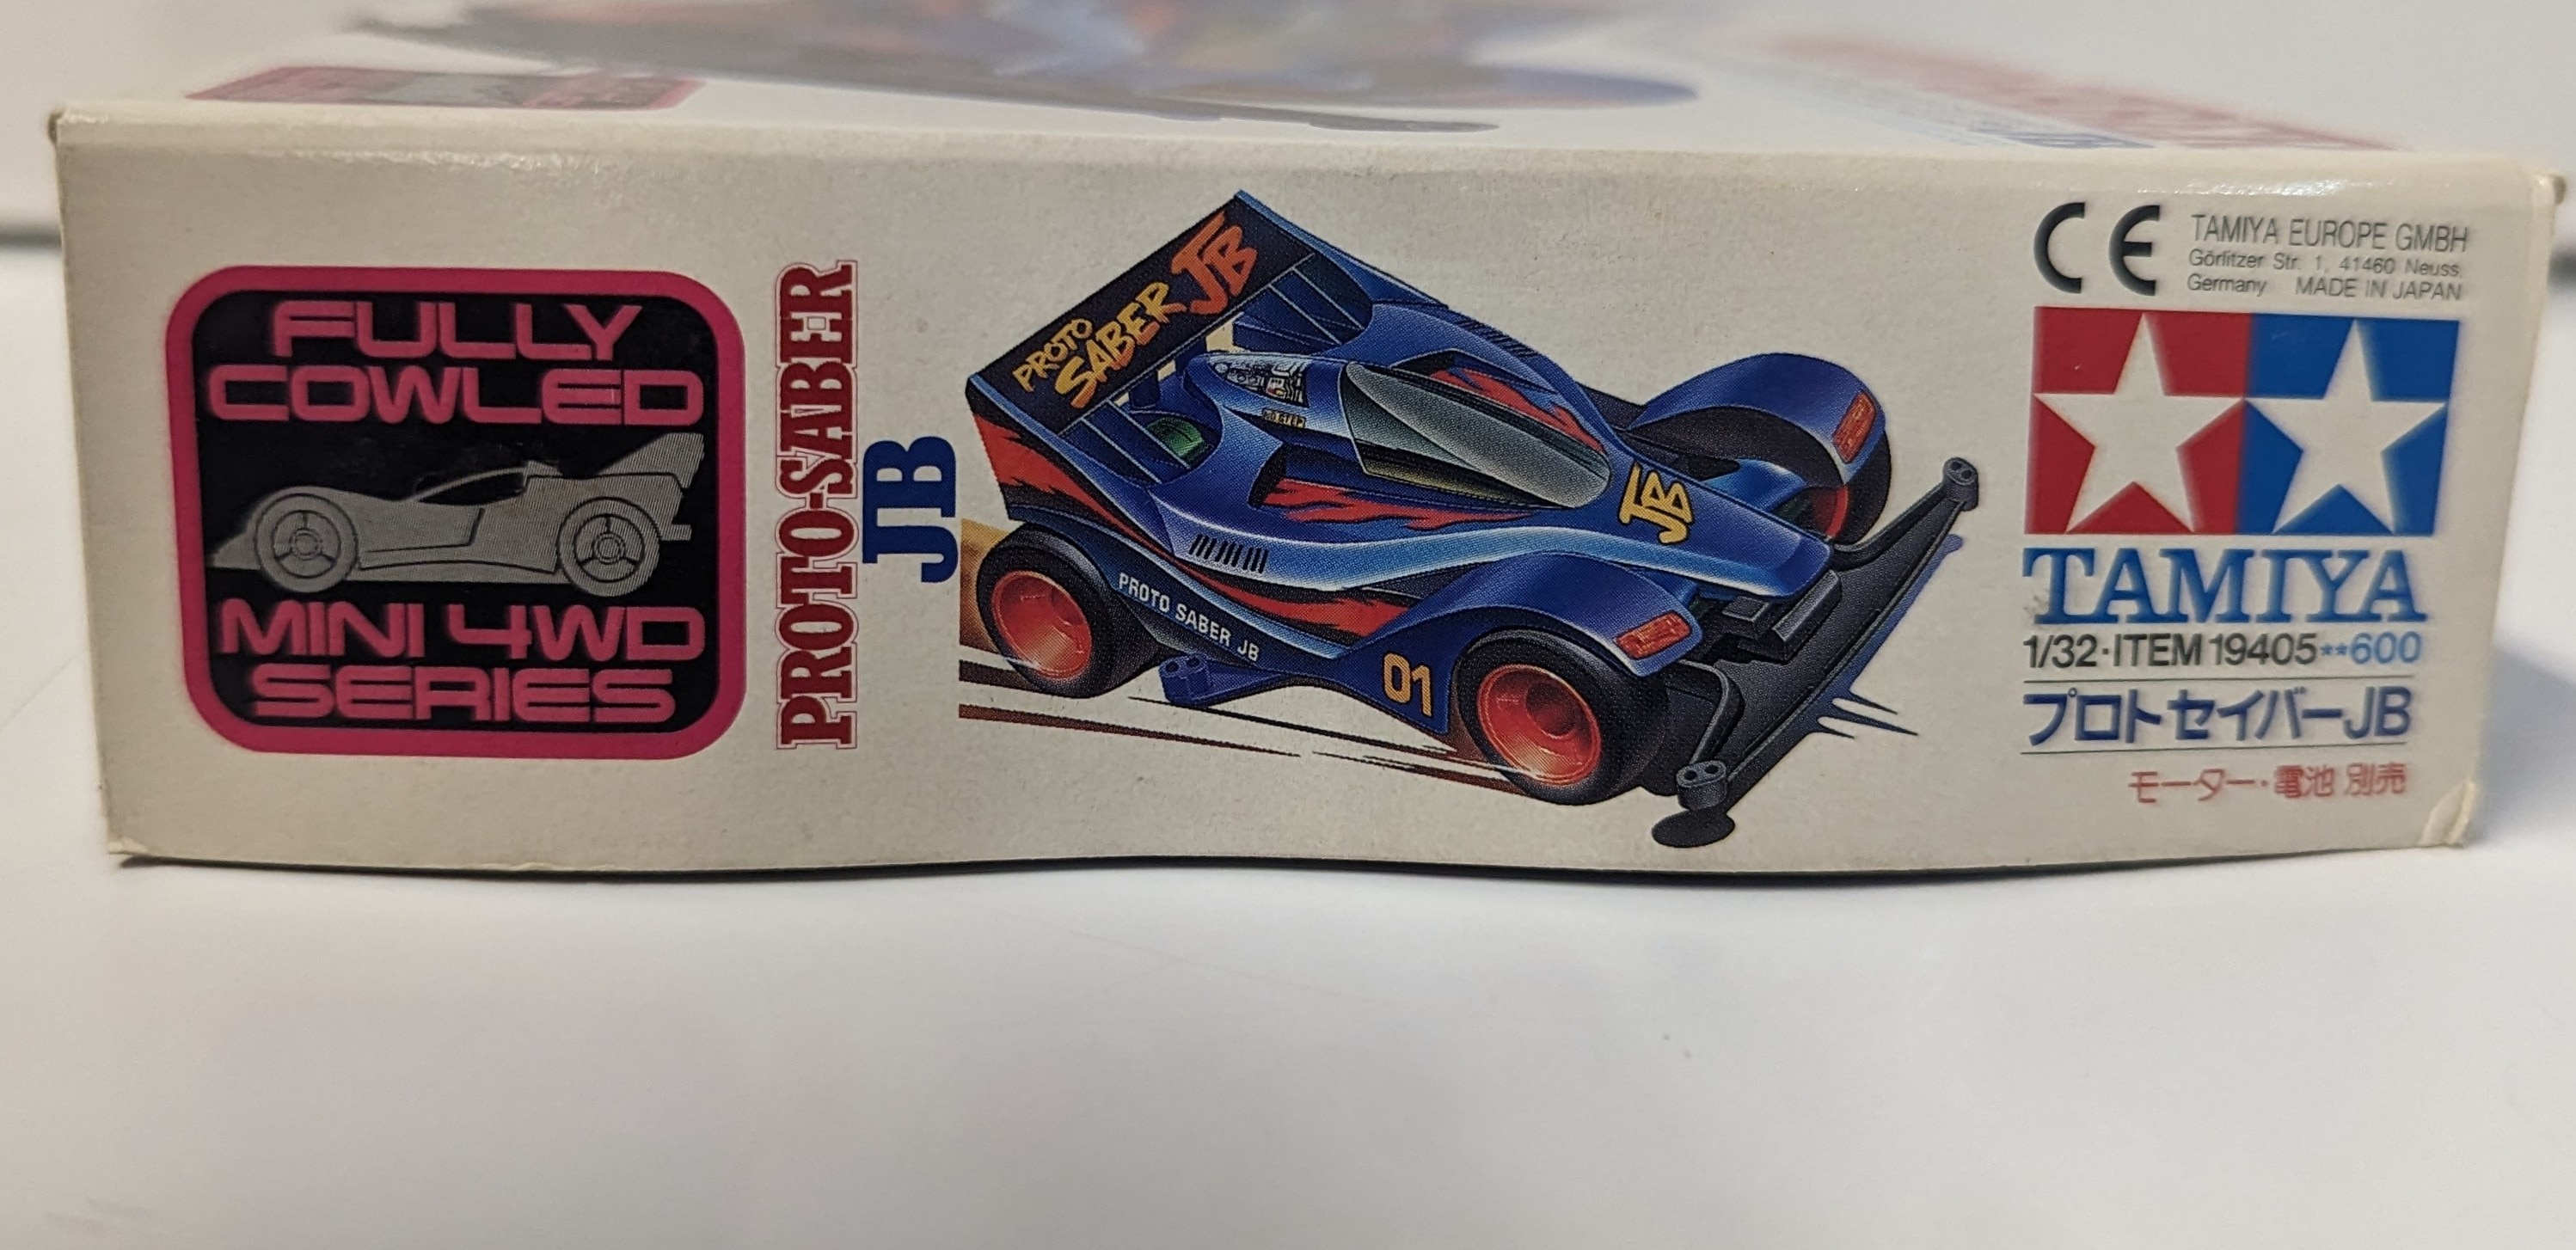 FULLY
COWLED
MINI 4WD
SERIES
PROTO-SABER
JB
PROTO
SABER JB
NO STEP
JB
PROTO SABER JB
01
CE
TAMIYA EUROPE GMBH
Görlitzer Str. 1, 41460 Neuss,
Germany MADE IN JAPAN
TAMIYA
1/32·ITEM 19405**600
プロトセイバーJB
モーター・電池 別売